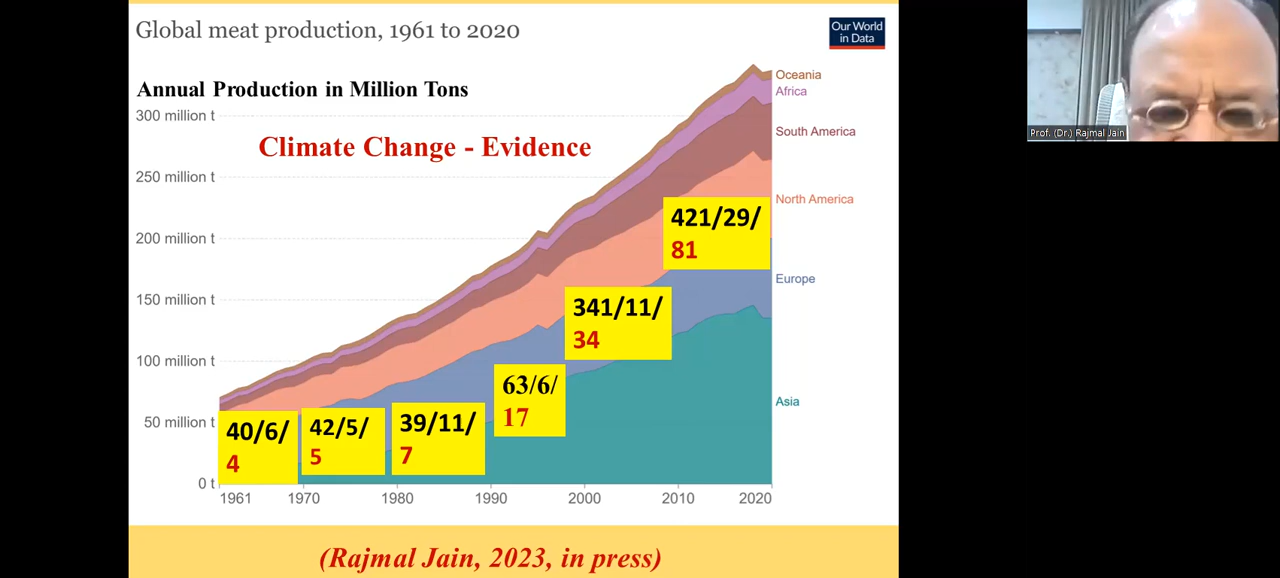 Global meat production, 1961 to 2020
Our World
in Data
Annual Production in Million Tons
Climate Change - Evidence
300 million t
250 million t
200 million t
150 million t
100 million t
50 million t
0 t
Oceania
Africa
South America
North America
Europe
Asia
40/6/
4
42/5/
5
39/11/
7
63/6/
17
341/11/
34
421/29/
81
1961
1970
1980
1990
2000
2010
2020
(Rajmal Jain, 2023, in press)
Prof. (Dr.) Rajmal Jain